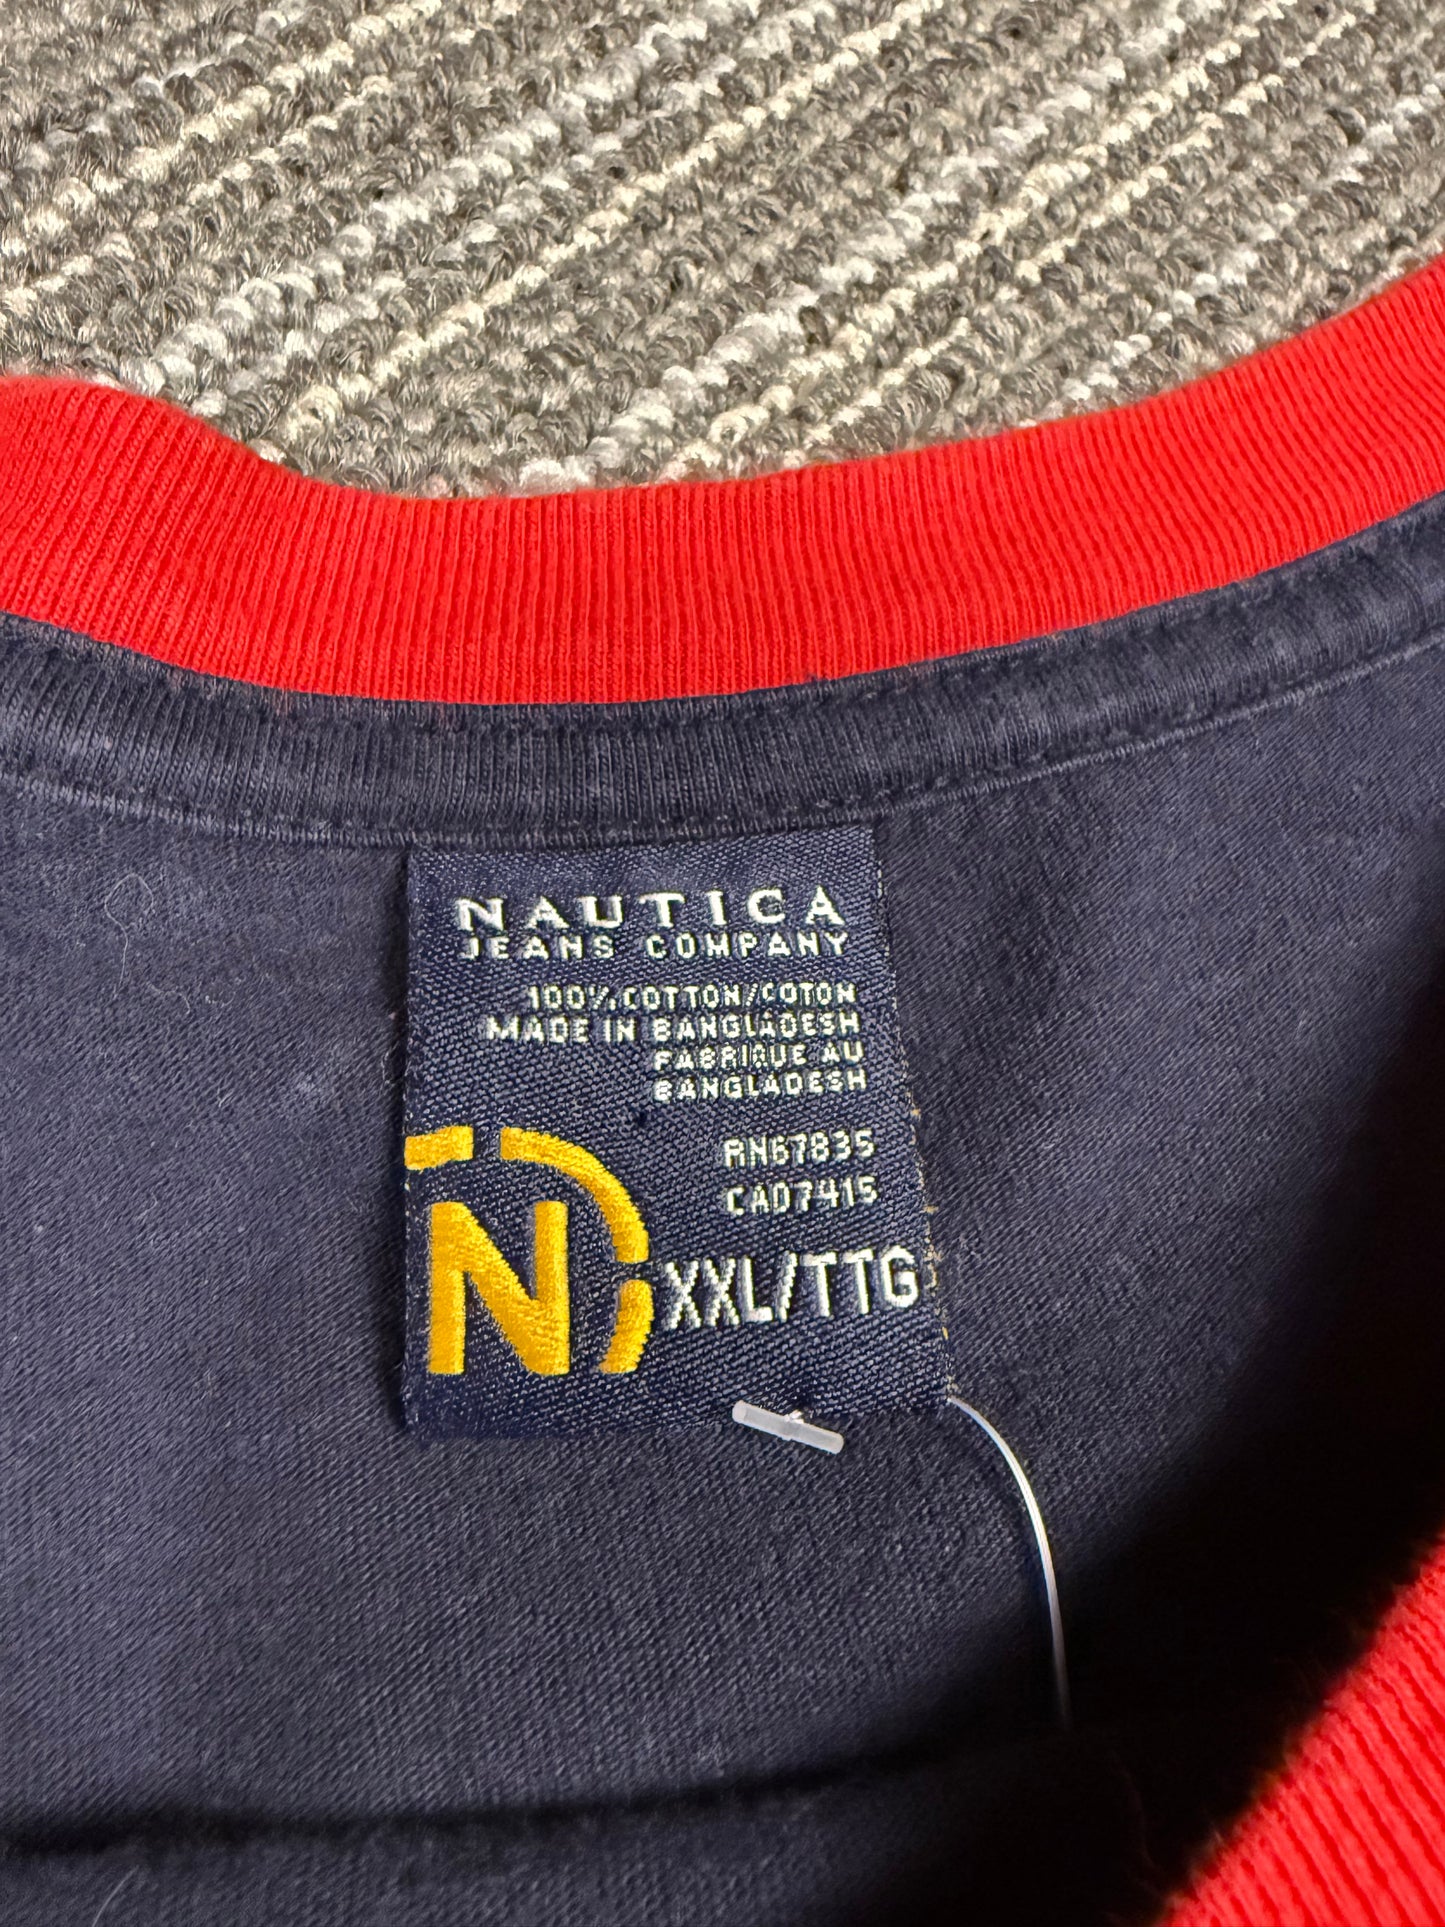 NAUTICA
JEANS COMPANY
100% COTTON/COTON
MADE IN BANGLADESH
FABRIQUE AU
BANGLADESH
RN67835
CA07415
N
XXL/TTG